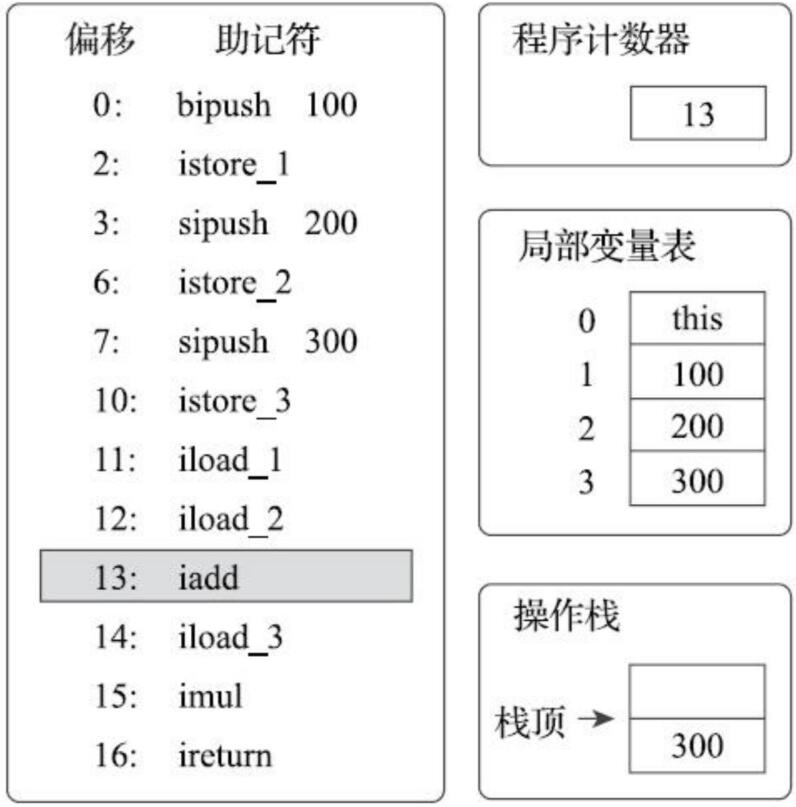 偏移 助记符
0: bipush 100
2: istore_1
3: sipush 200
6: istore_2
7: sipush 300
10: istore_3
11: iload_1
12: iload_2
13: iadd
14: iload_3
15: imul
16: ireturn
程序计数器
13
局部变量表
0 this
1 100
2 200
3 300
操作栈
栈顶
300